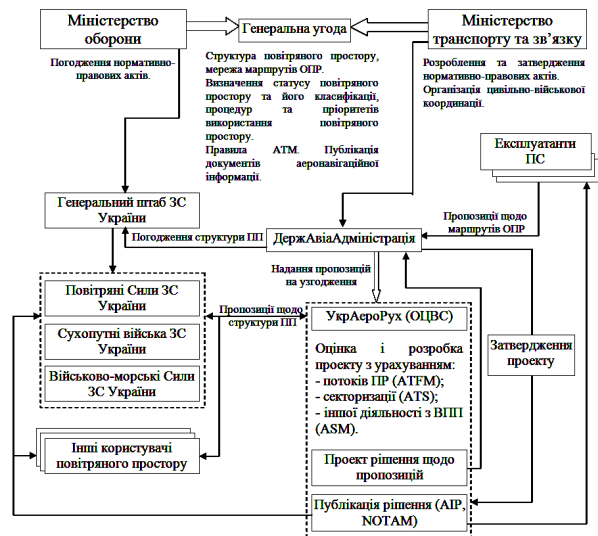 Міністерство
оборони
Генеральна угода
Міністерство
транспорту та зв’язку
Погодження нормативно-
правових актів.
Структура повітряного простору,
мережа маршрутів ОПР.
Визначення статусу повітряного
простору та його класифікації,
процедур та пріоритетів
використання повітряного
простору.
Правила АТМ. Публікація
документів аеронавігаційної
інформації.
Розроблення та затвердження
нормативно-правових актів.
Організація цивільно-військової
координації.
Експлуатанти
ПС
Генеральний штаб ЗС
України
Пропозиції щодо
маршрутів ОПР
Погодження структури ПП
ДержАвіаАдміністрація
Надання пропозицій
на узгодження
Повітряні Сили ЗС
України
Пропозиції щодо
структури ПП
УкрАероРух (ОЦВС)
Сухопутні війська ЗС
України
Оцінка і розробка
проекту з урахуванням:
- потоків ПР (ATFM);
- секторизації (ATS);
- іншої діяльності з ВПП
(ASM).
Затвердження
проекту
Військово-морські Сили
ЗС України
Інші користувачі
повітряного простору
Проект рішення щодо
пропозицій
Публікація рішення (AIP,
NOTAM)